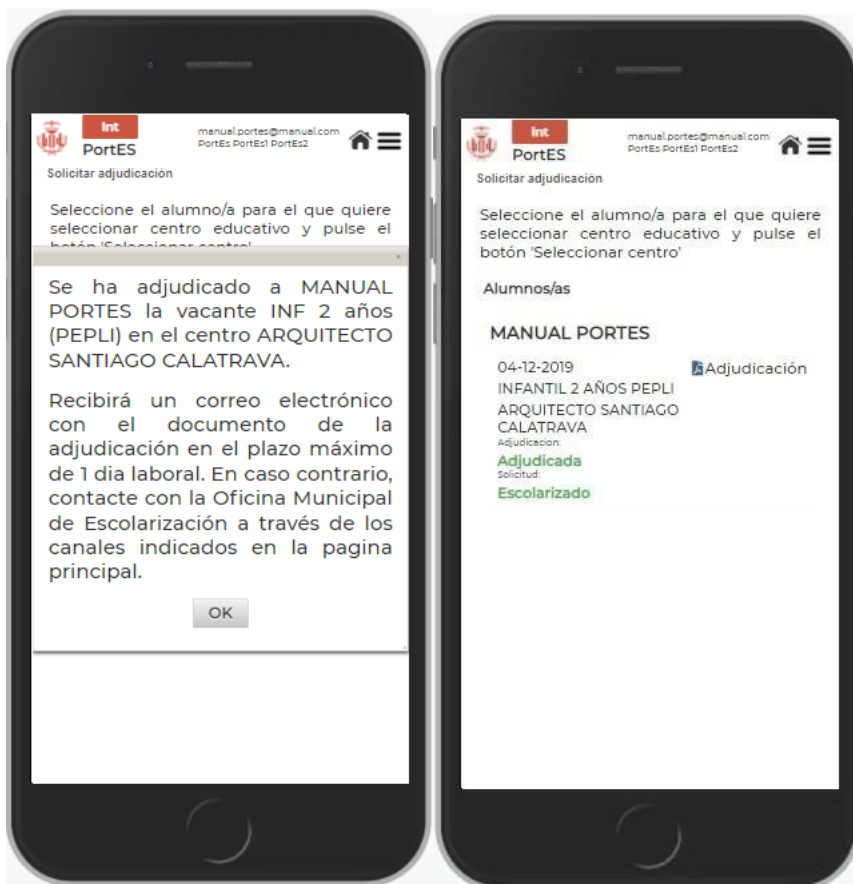 Int
PortES
manual.portes@manual.com
PortEs PortEs1 PortEs2
Solicitar adjudicación
Seleccione el alumno/a para el que quiere
seleccionar centro educativo y pulse el
botón 'Seleccionar centro'
Se ha adjudicado a MANUAL
PORTES la vacante INF 2 años
(PEPLI) en el centro ARQUITECTO
SANTIAGO CALATRAVA.
Recibirá un correo electrónico
con el documento de la
adjudicación en el plazo máximo
de 1 dia laboral. En caso contrario,
contacte con la Oficina Municipal
de Escolarización a través de los
canales indicados en la pagina
principal.
OK
Int
PortES
manual.portes@manual.com
PortEs PortEs1 PortEs2
Solicitar adjudicación
Seleccione el alumno/a para el que quiere
seleccionar centro educativo y pulse el
botón 'Seleccionar centro'
Alumnos/as
MANUAL PORTES
04-12-2019
Adjudicación
INFANTIL 2 AÑOS PEPLI
ARQUITECTO SANTIAGO
CALATRAVA
Adjudicacion:
Adjudicada
Solicitud:
Escolarizado